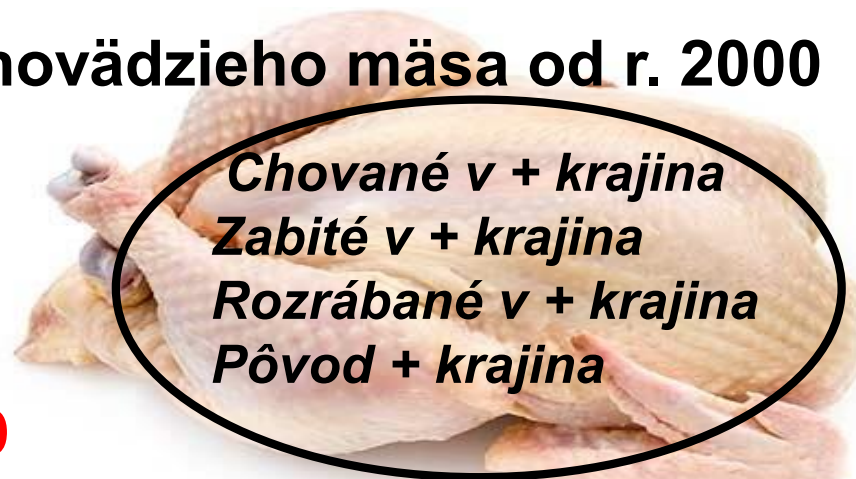 hovädzieho mäsa od r. 2000
Chované v + krajina
Zabité v + krajina
Rozrábané v + krajina
Pôvod + krajina